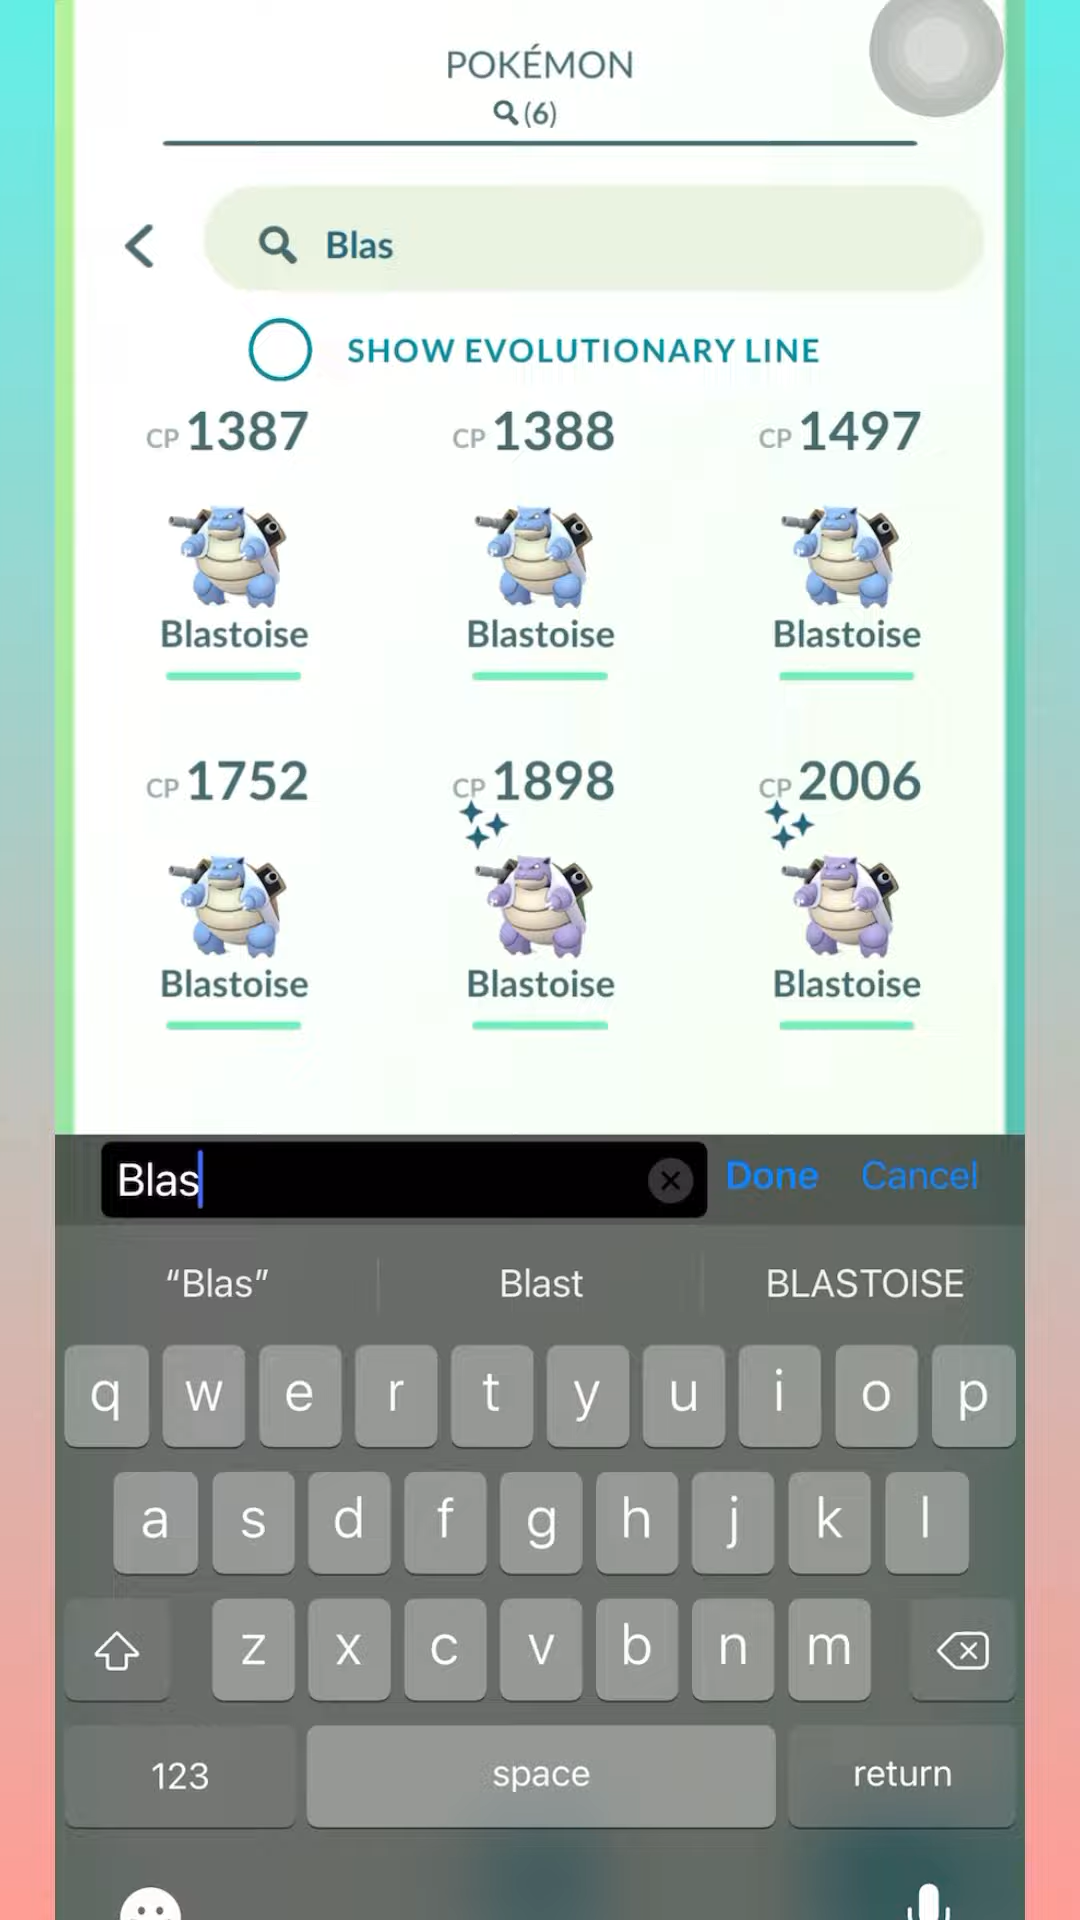 POKÉMON
(6)
Blas
SHOW EVOLUTIONARY LINE
CP 1387 CP 1388 CP 1497
Blastoise Blastoise Blastoise
CP 1752 CP 1898 CP 2006
Blastoise Blastoise Blastoise
Blas Done Cancel
“Blas” Blast BLASTOISE
q w e r t y u i o p
a s d f g h j k l
z x c v b n m
123 space return